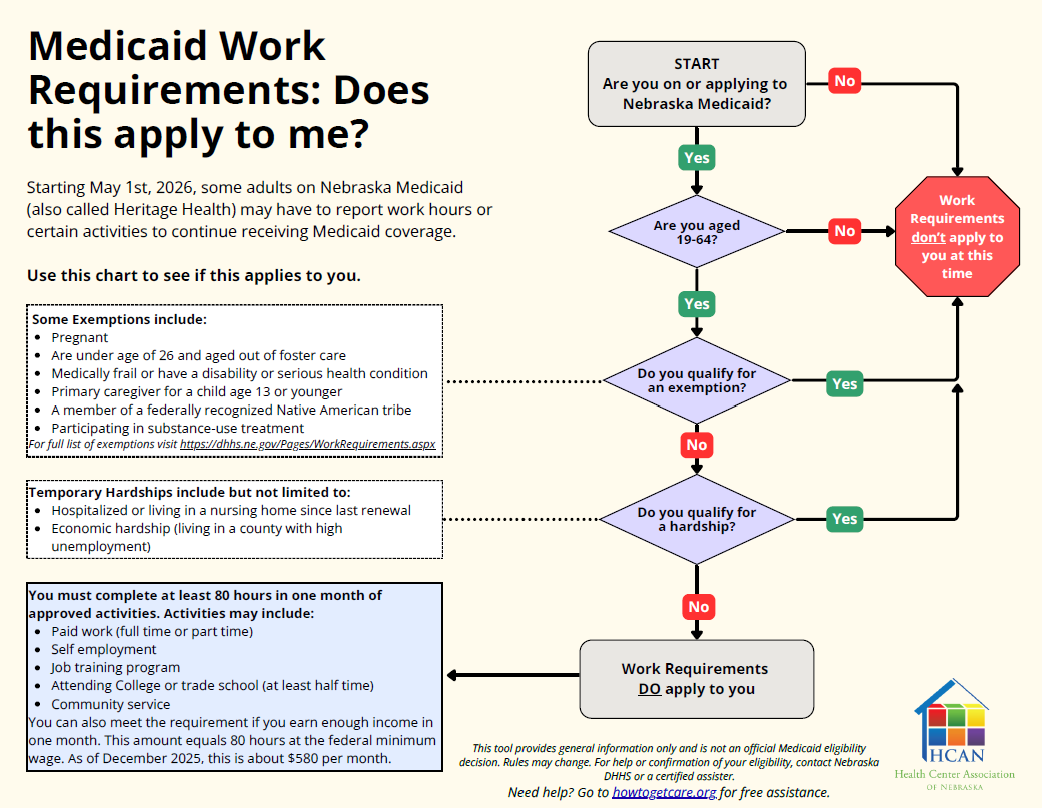 Medicaid Work
Requirements: Does
this apply to me?
Starting May 1st, 2026, some adults on Nebraska Medicaid
(also called Heritage Health) may have to report work hours or
certain activities to continue receiving Medicaid coverage.
Use this chart to see if this applies to you.
Some Exemptions include:
• Pregnant
• Are under age of 26 and aged out of foster care
• Medically frail or have a disability or serious health condition
• Primary caregiver for a child age 13 or younger
• A member of a federally recognized Native American tribe
• Participating in substance-use treatment
For full list of exemptions visit https://dhhs.ne.gov/Pages/WorkRequirements.aspx
Temporary Hardships include but not limited to:
• Hospitalized or living in a nursing home since last renewal
• Economic hardship (living in a county with high
unemployment)
You must complete at least 80 hours in one month of
approved activities. Activities may include:
• Paid work (full time or part time)
• Self employment
• Job training program
• Attending College or trade school (at least half time)
• Community service
You can also meet the requirement if you earn enough income in
one month. This amount equals 80 hours at the federal minimum
wage. As of December 2025, this is about $580 per month.
START
Are you on or applying to
Nebraska Medicaid?
No
Yes
Are you aged
19-64?
No
Work
Requirements
don't apply to
you at this
time
Yes
Do you qualify for
an exemption?
Yes
No
Do you qualify for
a hardship?
Yes
No
Work Requirements
DO apply to you
This tool provides general information only and is not an official Medicaid eligibility
decision. Rules may change. For help or confirmation of your eligibility, contact Nebraska
DHHS or a certified assister.
Need help? Go to howtogetcare.org for free assistance.
HCAN
Health Center Association
OF NEBRASKA